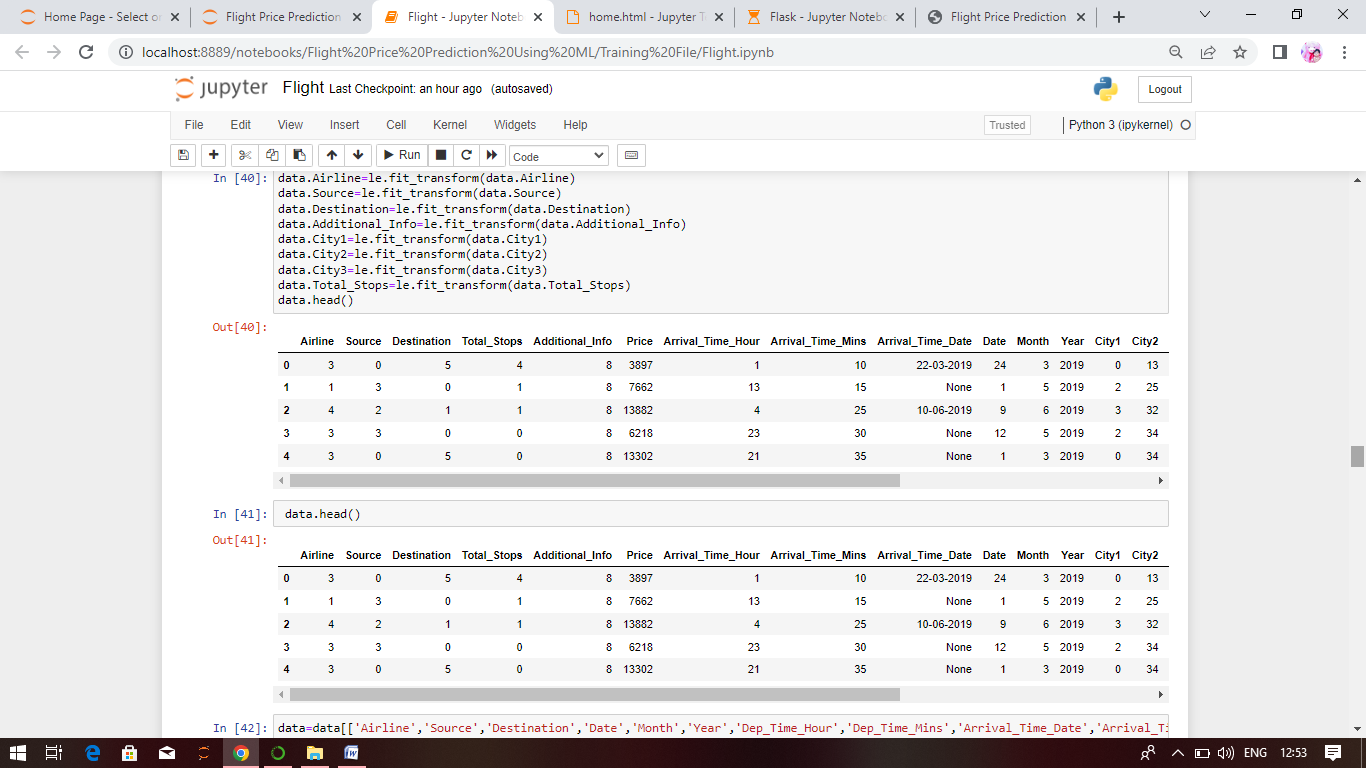 Home Page - Select or
Flight Price Prediction
Flight - Jupyter Noteb
home.html - Jupyter T
Flask - Jupyter Notebo
Flight Price Prediction
localhost:8889/notebooks/Flight%20Price%20Prediction%20Using%20ML/Training%20File/Flight.ipynb
jupyter Flight Last Checkpoint: an hour ago (autosaved)
Logout
File Edit View Insert Cell Kernel Widgets Help
Trusted
Python 3 (ipykernel)
Run
Code
In [40]: data.Airline=le.fit_transform(data.Airline)
data.Source=le.fit_transform(data.Source)
data.Destination=le.fit_transform(data.Destination)
data.Additional_Info=le.fit_transform(data.Additional_Info)
data.City1=le.fit_transform(data.City1)
data.City2=le.fit_transform(data.City2)
data.City3=le.fit_transform(data.City3)
data.Total_Stops=le.fit_transform(data.Total_Stops)
data.head()
Out[40]:
Airline Source Destination Total_Stops Additional_Info Price Arrival_Time_Hour Arrival_Time_Mins Arrival_Time_Date Date Month Year City1 City2
0 3 0 5 4 8 3897 1 10 22-03-2019 24 3 2019 0 13
1 1 3 0 1 8 7662 13 15 None 1 5 2019 2 25
2 4 2 1 1 8 13882 4 25 10-06-2019 9 6 2019 3 32
3 3 3 0 0 8 6218 23 30 None 12 5 2019 2 34
4 3 0 5 0 8 13302 21 35 None 1 3 2019 0 34
In [41]: data.head()
Out[41]:
Airline Source Destination Total_Stops Additional_Info Price Arrival_Time_Hour Arrival_Time_Mins Arrival_Time_Date Date Month Year City1 City2
0 3 0 5 4 8 3897 1 10 22-03-2019 24 3 2019 0 13
1 1 3 0 1 8 7662 13 15 None 1 5 2019 2 25
2 4 2 1 1 8 13882 4 25 10-06-2019 9 6 2019 3 32
3 3 3 0 0 8 6218 23 30 None 12 5 2019 2 34
4 3 0 5 0 8 13302 21 35 None 1 3 2019 0 34
In [42]: data=data[['Airline','Source','Destination','Date','Month','Year','Dep_Time_Hour','Dep_Time_Mins','Arrival_Time_Date','Arrival_Ti
ENG 12:53